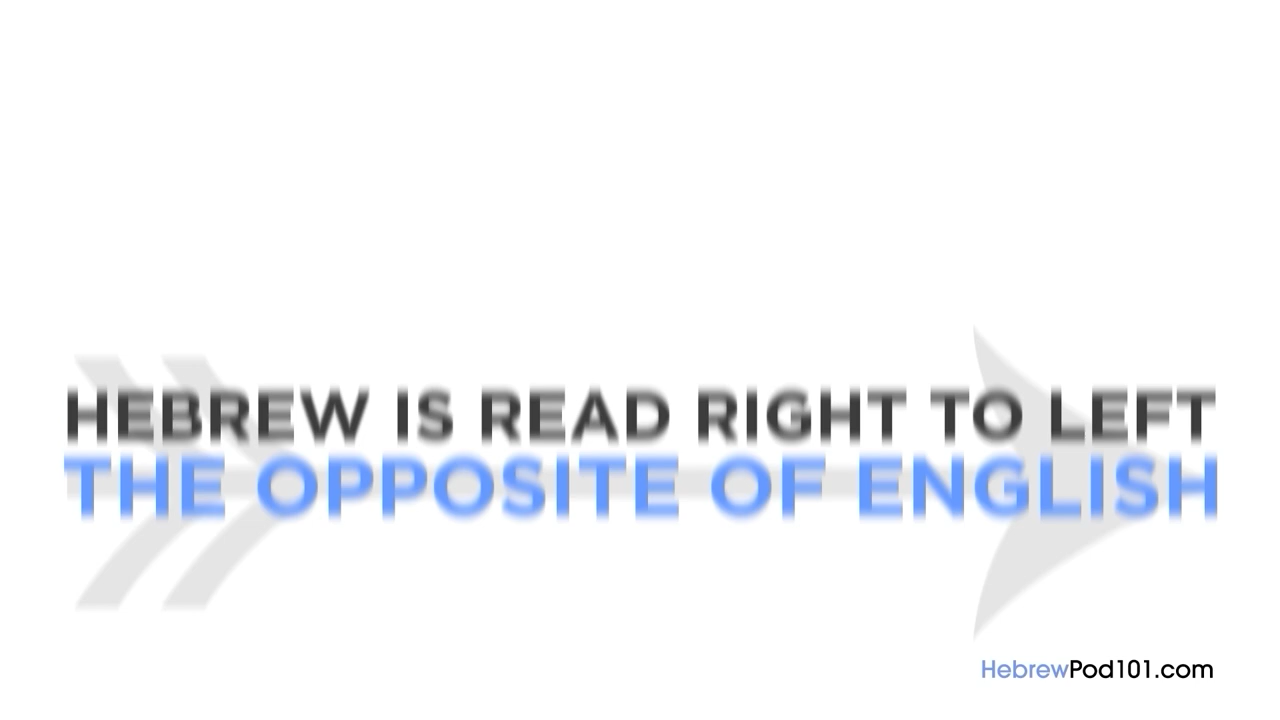 HEBREW IS READ RIGHT TO LEFT
THE OPPOSITE OF ENGLISH
HebrewPod101.com